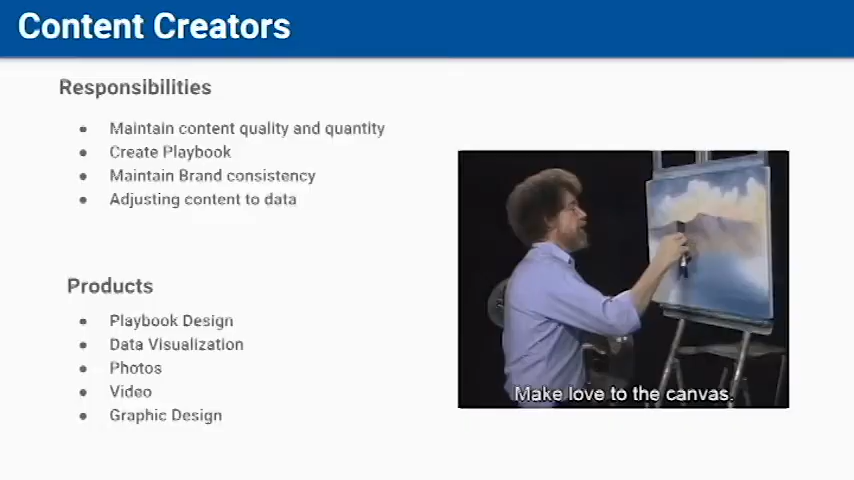 Content Creators
Responsibilities
● Maintain content quality and quantity
● Create Playbook
● Maintain Brand consistency
● Adjusting content to data
Products
● Playbook Design
● Data Visualization
● Photos
● Video
● Graphic Design
Make love to the canvas.